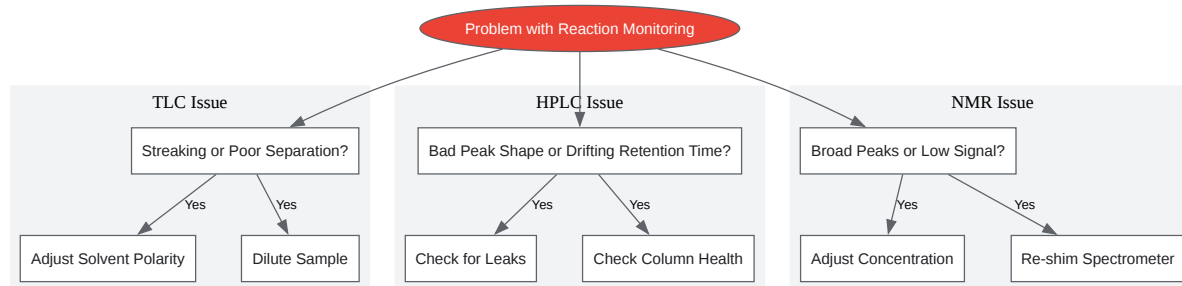 Problem with Reaction Monitoring
TLC Issue
HPLC Issue
NMR Issue
Streaking or Poor Separation?
Bad Peak Shape or Drifting Retention Time?
Broad Peaks or Low Signal?
Yes
Yes
Yes
Yes
Yes
Yes
Adjust Solvent Polarity
Dilute Sample
Check for Leaks
Check Column Health
Adjust Concentration
Re-shim Spectrometer